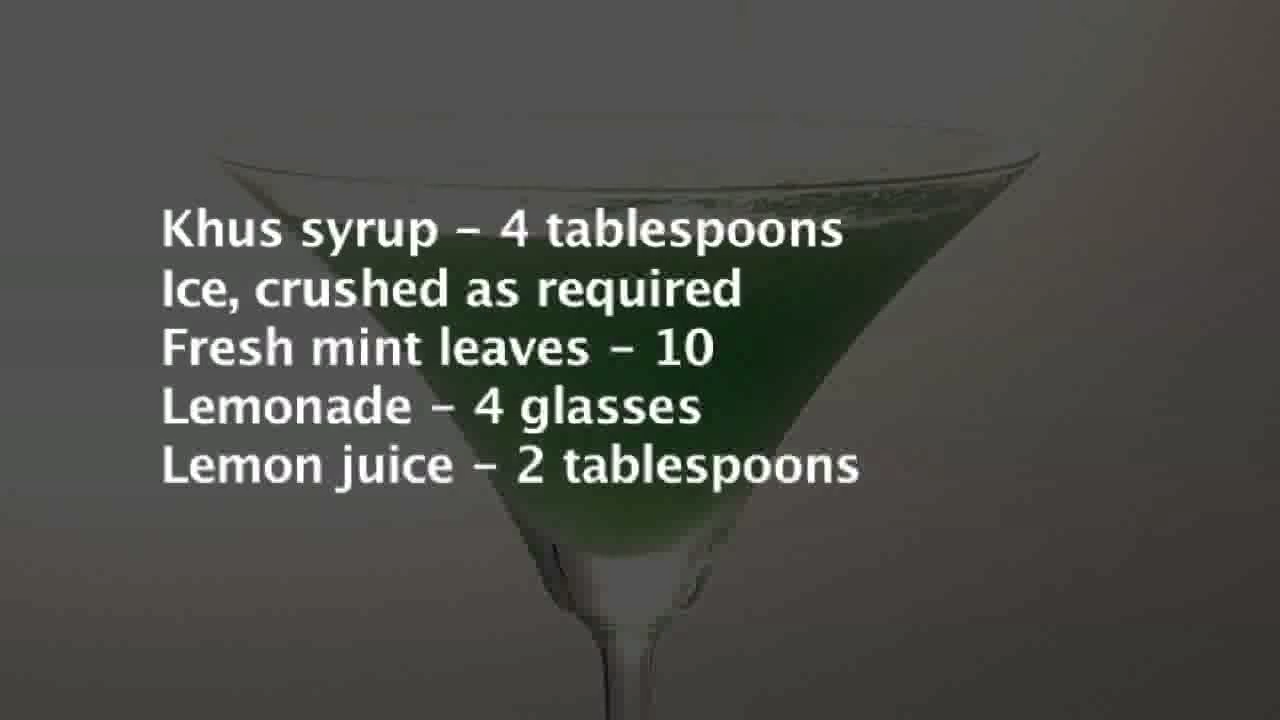 Khus syrup – 4 tablespoons
Ice, crushed as required
Fresh mint leaves – 10
Lemonade – 4 glasses
Lemon juice – 2 tablespoons